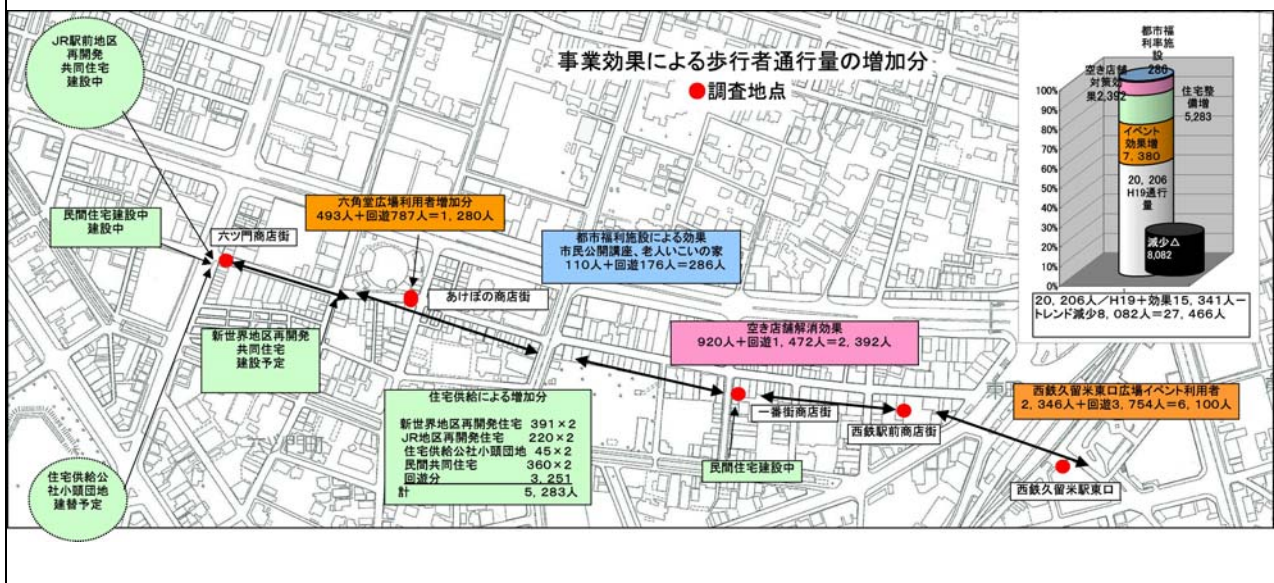 JR駅前地区
再開発
共同住宅
建設中
事業効果による歩行者通行量の増加分
●調査地点
民間住宅建設中
建設中
六ツ門商店街
六角堂広場利用者増加分
493人+回遊787人=1,280人
あけぼの商店街
都市福利施設による効果
市民公開講座、老人いこいの家
110人+回遊176人=286人
新世界地区再開発
共同住宅
建設予定
空き店舗解消効果
920人+回遊1,472人=2,392人
住宅供給による増加分
新世界地区再開発住宅 391×2
JR地区再開発住宅 220×2
住宅供給公社小頭団地 45×2
民間共同住宅 360×2
回遊分 3,251
計 5,283人
一番街商店街
西鉄駅前商店街
民間住宅建設中
西鉄久留米東口広場イベント利用者
2,346人+回遊3,754人=6,100人
西鉄久留米駅東口
住宅供給公
社小頭団地
建替予定
都市福
利率施
設
286
空き店舗
対策効
果2,392
住宅整
備増
5,283
イベント
効果増
7,380
20,206
H19通行
量
減少△
8,082
100%
90%
80%
70%
60%
50%
40%
30%
20%
10%
0%
20,206人/H19+効果15,341人-
トレンド減少8,082人=27,466人